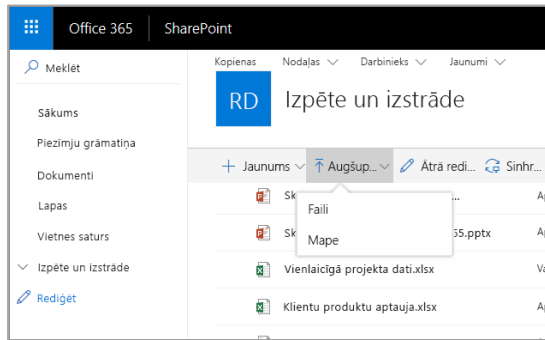 Office 365 SharePoint
Meklēt
Sākums
Piezīmju grāmatiņa
Dokumenti
Lapas
Vietnes saturs
Izpēte un izstrāde
Rediģēt
Kopienas Nodaļas Darbinieks Jaunumi
RD Izpēte un izstrāde
Jaunums Augšup... Ātrā redi... Sinhr...
Faili
Mape
55.pptx
Vienlaicīgā projekta dati.xlsx
Klientu produktu aptauja.xlsx